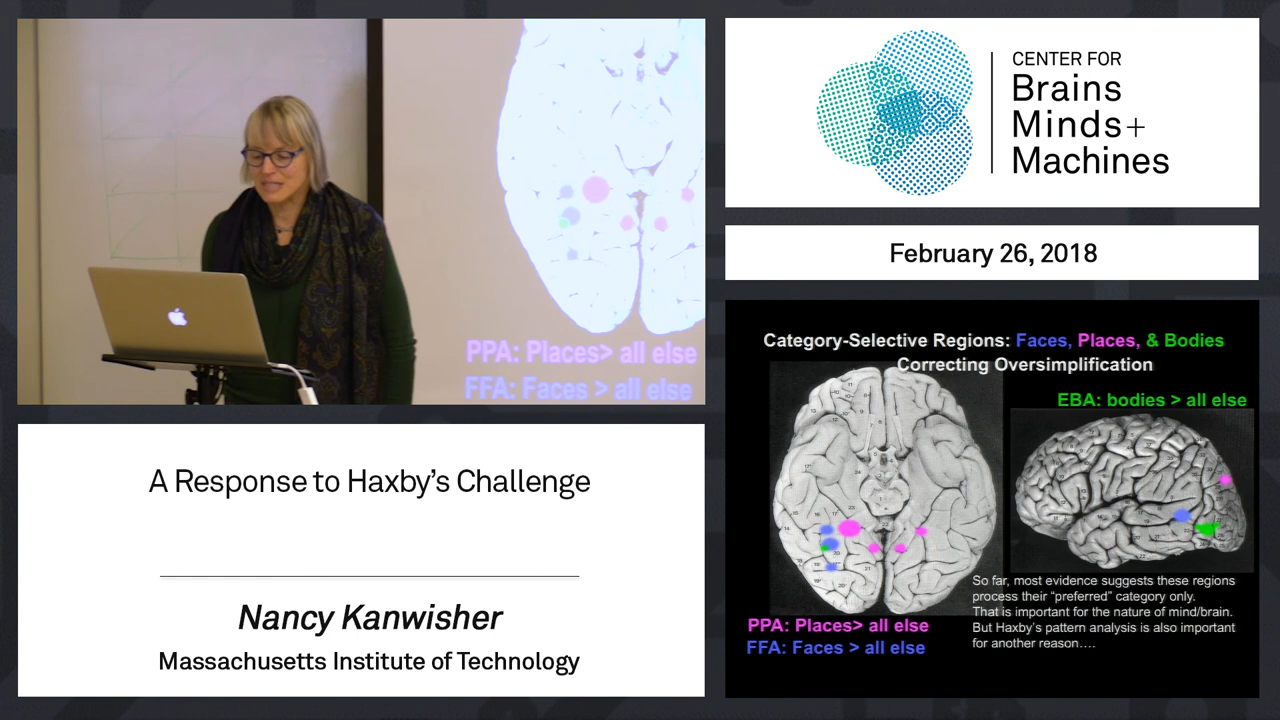 PPA: Places> all else
FFA: Faces > all else
CENTER FOR
Brains
Minds+
Machines
February 26, 2018
A Response to Haxby's Challenge
Nancy Kanwisher
Massachusetts Institute of Technology
Category-Selective Regions: Faces, Places, & Bodies
Correcting Oversimplification
EBA: bodies > all else
So far, most evidence suggests these regions
process their “preferred” category only.
That is important for the nature of mind/brain.
But Haxby's pattern analysis is also important
for another reason….
PPA: Places> all else
FFA: Faces > all else